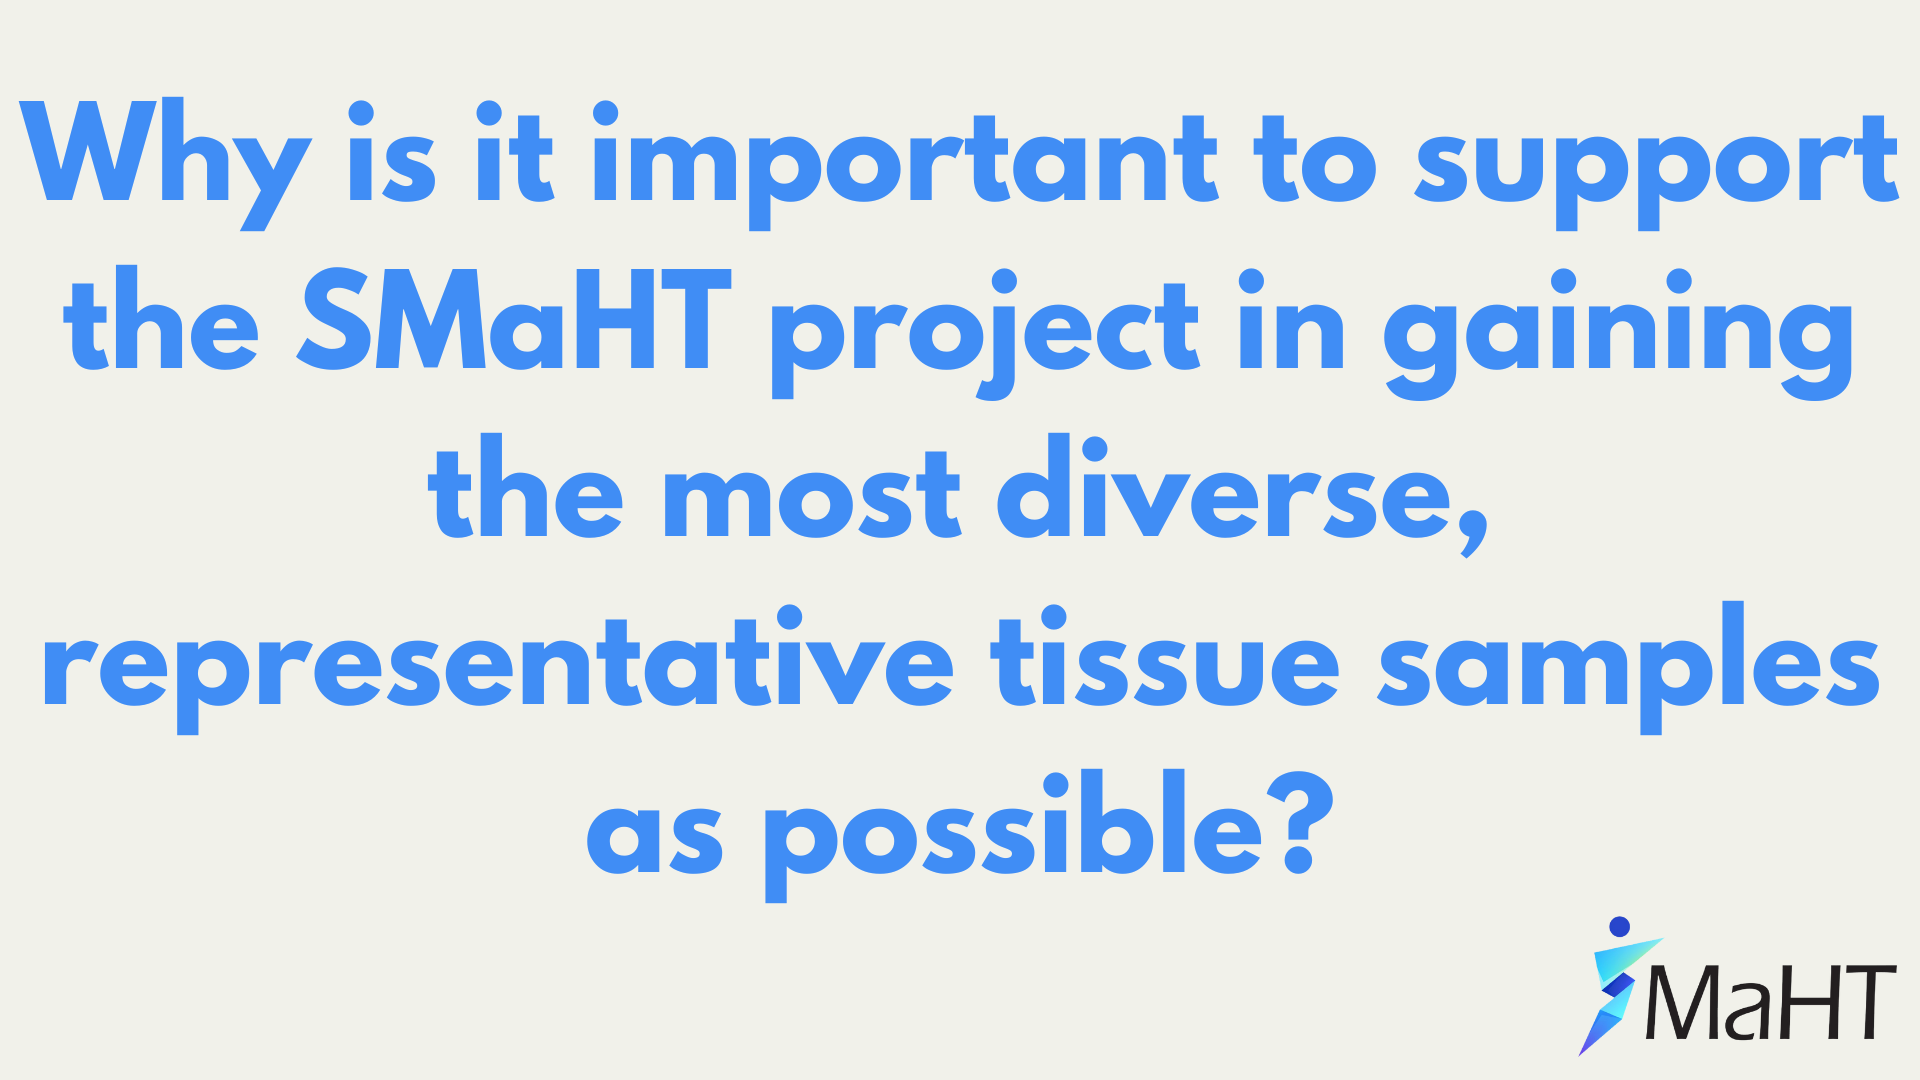 Why is it important to support
the SMaHT project in gaining
the most diverse,
representative tissue samples
as possible?
SMaHT